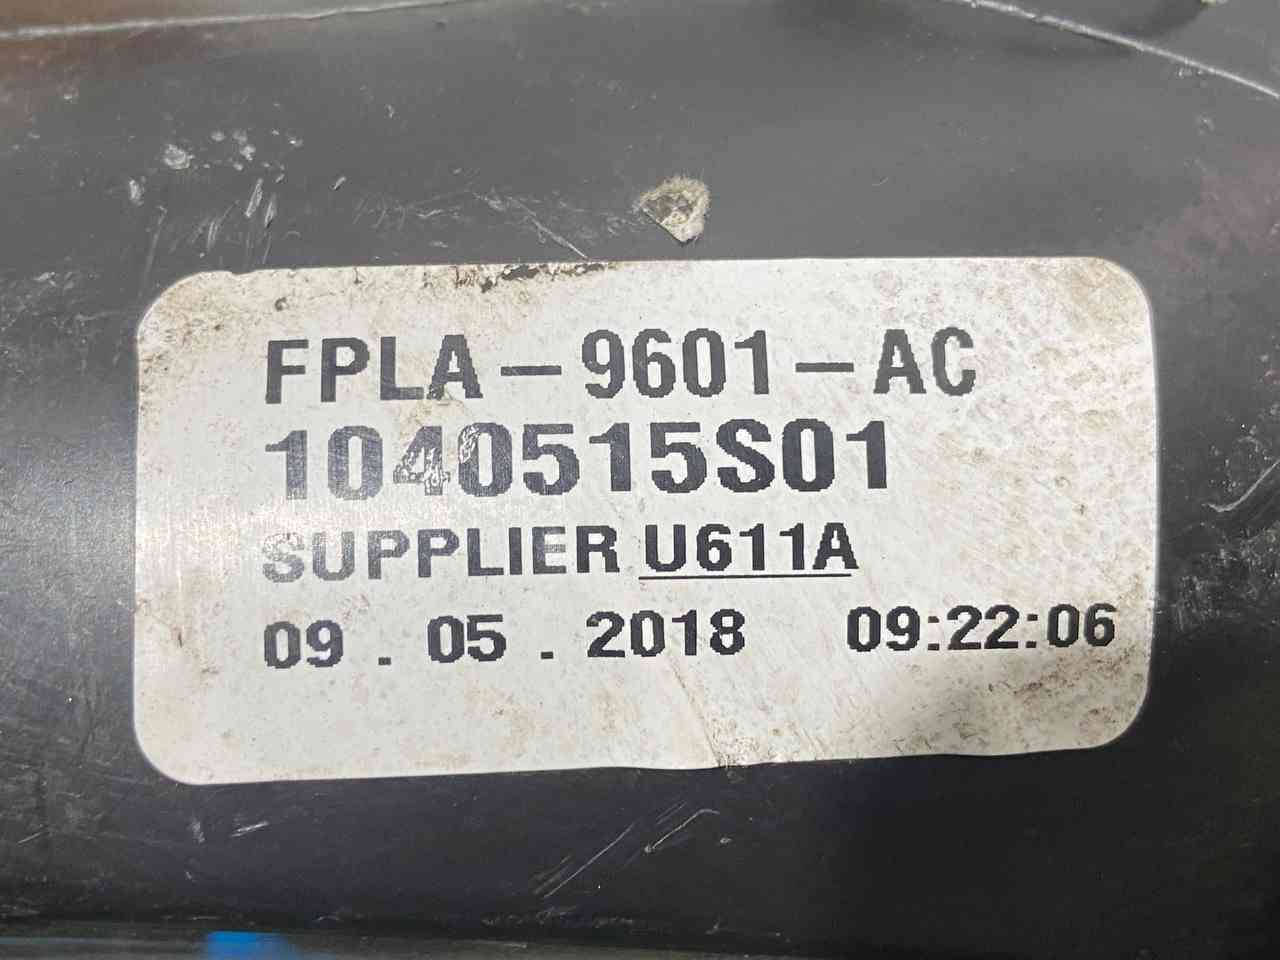 FPLA-9601-AC
1040515S01
SUPPLIER U611A
09.05.2018 09:22:06